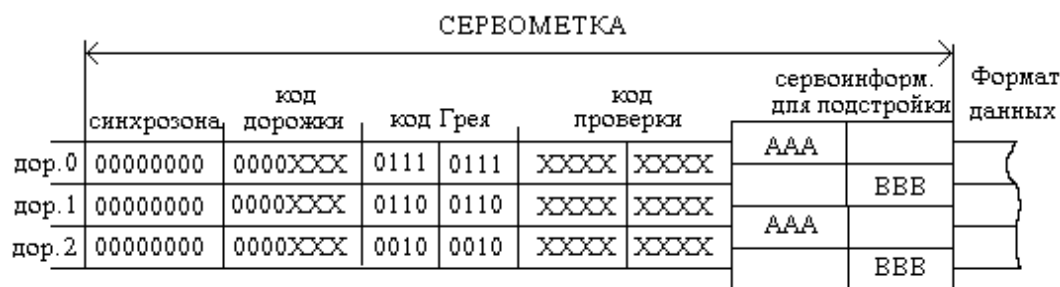 СЕРВОМЕТКА
синхрозона
код
дорожки
код Грея
код
проверки
сервоинформ.
для подстройки
Формат
данных
дор.0 00000000 0000XXX 0111 0111 XXXX XXXX AAA
BBB
дор.1 00000000 0000XXX 0110 0110 XXXX XXXX
AAA
дор.2 00000000 0000XXX 0010 0010 XXXX XXXX
BBB